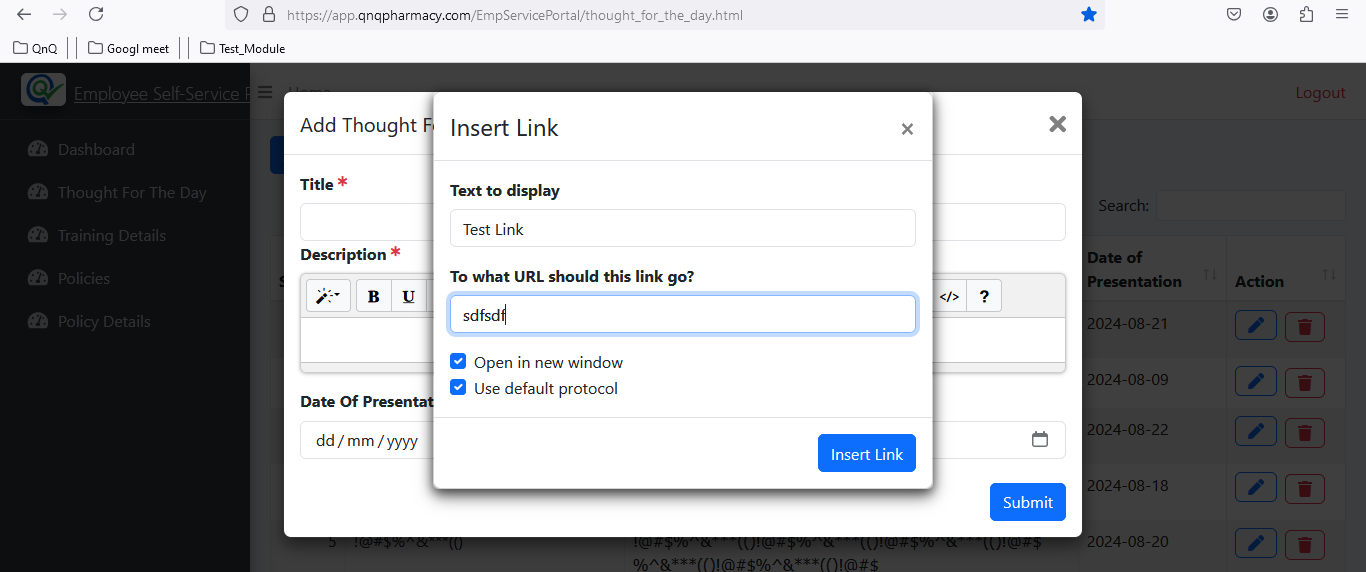 https://app.qnqpharmacy.com/EmpServicePortal/thought_for_the_day.html
QnQ
Googl meet
Test_Module
Employee Self-Service
Home
Logout
Dashboard
Thought For The Day
Training Details
Policies
Policy Details
Add Thought
Title *
Description *
B
U
</>
?
Date Of
dd / mm / yyyy
Submit
Insert Link
×
Text to display
Test Link
To what URL should this link go?
sdfsdf
Open in new window
Use default protocol
Insert Link
Search:
Date of
Presentation
Action
2024-08-21
2024-08-09
2024-08-22
2024-08-18
5 !@#$%^&***(() !@#$%^&***(()!@#$%^&***(()!@#$%^&***(()!@#$%^&***(()!@#$ 2024-08-20
%^&***(()!@#$%^&***(()!@#$